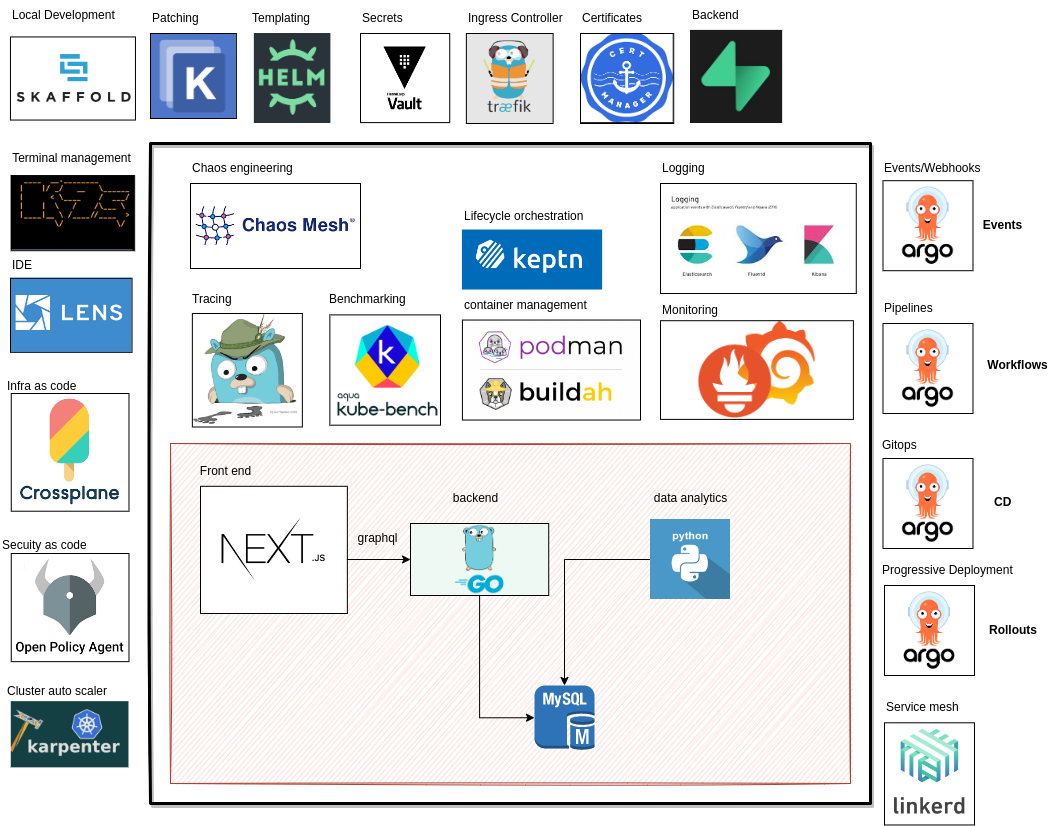 Local Development
SKAFFOLD
Patching
K
Templating
HELM
Secrets
HashiCorp
Vault
Ingress Controller
træfik
Certificates
CERT
MANAGER
Backend
Terminal management
K9s
IDE
LENS
Infra as code
Crossplane
Secuity as code
Open Policy Agent
Cluster auto scaler
karpenter
Chaos engineering
Chaos Mesh®
Lifecycle orchestration
keptn
Logging
Logging
Elasticsearch
Fluentd
Kibana
Tracing
Benchmarking
k
aqua
kube-bench
container management
podman
buildah
Monitoring
Front end
NEXT.JS
graphql
backend
GO
data analytics
python
MySQL
M
Events/Webhooks
argo
Events
Pipelines
argo
Workflows
Gitops
argo
CD
Progressive Deployment
argo
Rollouts
Service mesh
linkerd